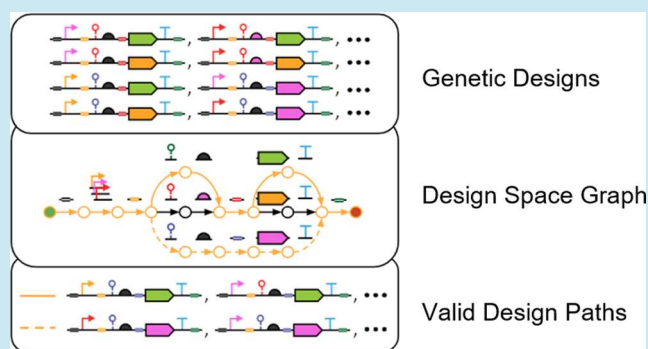 Genetic Designs
Design Space Graph
Valid Design Paths